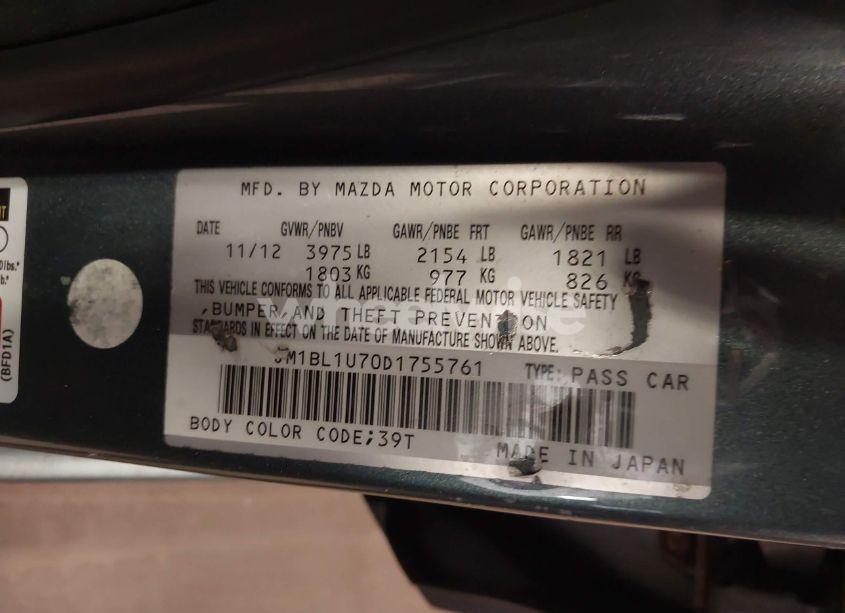 MFD. BY MAZDA MOTOR CORPORATION
DATE GVWR/PNBV GAWR/PNBE FRT GAWR/PNBE RR
11/12 3975 LB 2154 LB 1821 LB
1803 KG 977 KG 826 KG
THIS VEHICLE CONFORMS TO ALL APPLICABLE FEDERAL MOTOR VEHICLE SAFETY
,BUMPER AND THEFT PREVENTION
STANDARDS IN EFFECT ON THE DATE OF MANUFACTURE SHOWN ABOVE.
JM1BL1U70D1755761 TYPE: PASS CAR
BODY COLOR CODE;39T
MADE IN JAPAN
(BFD1A)